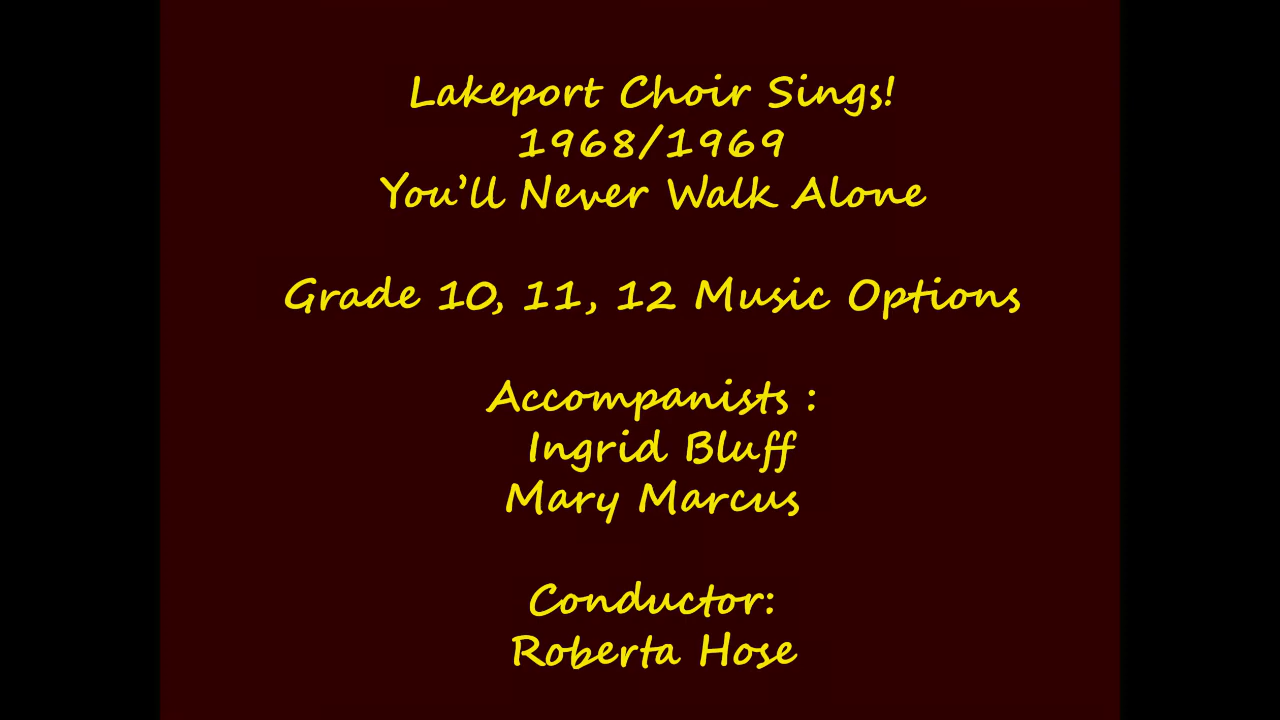 Lakeport Choir Sings!
1968/1969
You'll Never Walk Alone
Grade 10, 11, 12 Music Options
Accompanists :
Ingrid Bluff
Mary Marcus
Conductor:
Roberta Hose